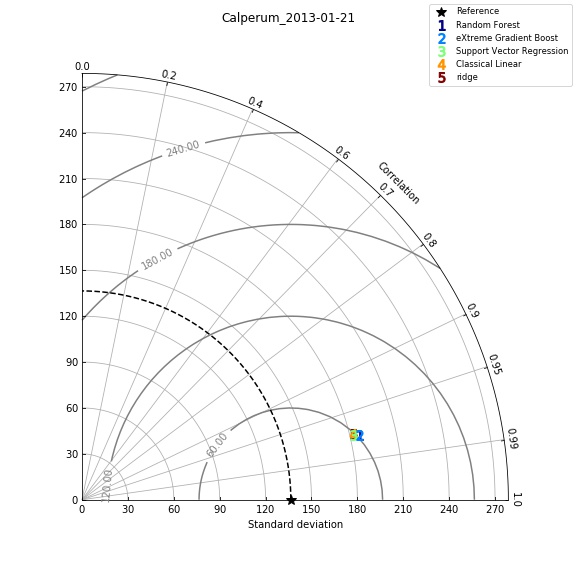 Calperum_2013-01-21
Reference
1 Random Forest
2 eXtreme Gradient Boost
3 Support Vector Regression
4 Classical Linear
5 ridge
0.0
0.2
0.4
0.6
0.7
0.8
0.9
0.95
0.99
1.0
Correlation
270
240
210
180
150
120
90
60
30
0
240.00
180.00
120.00
60.00
0 30 60 90 120 150 180 210 240 270
Standard deviation